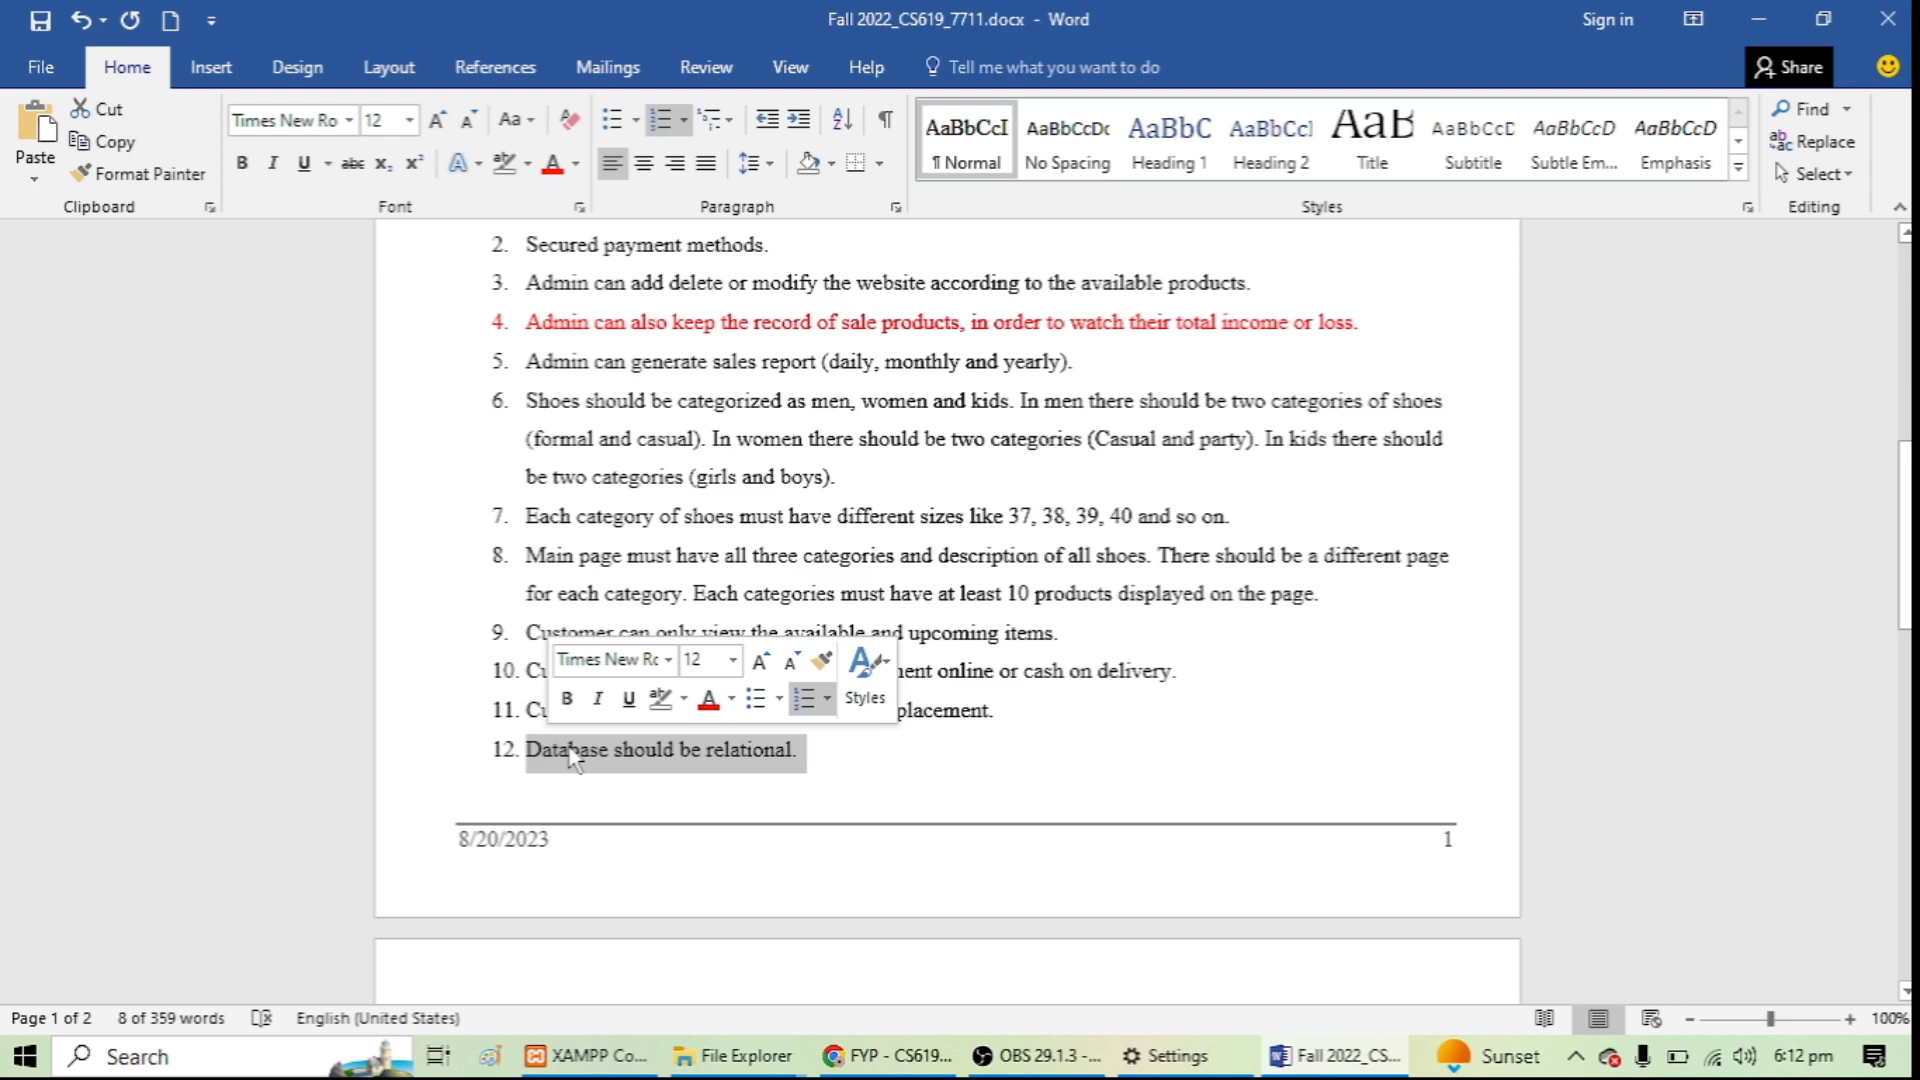 Fall 2022_CS619_7711.docx - Word
Sign in
File
Home
Insert
Design
Layout
References
Mailings
Review
View
Help
Tell me what you want to do
Share
Paste
Cut
Copy
Format Painter
Clipboard
Times New Ro
12
Aa
B I U abc X₂ X²
Font
Paragraph
AaBbCcI
¶ Normal
AaBbCcDc
No Spacing
AaBbC
Heading 1
AaBbCcl
Heading 2
AaB
Title
AaBbCcD
Subtitle
AaBbCcD
Subtle Em...
AaBbCcD
Emphasis
Styles
Find
Replace
Select
Editing
2. Secured payment methods.
3. Admin can add delete or modify the website according to the available products.
4. Admin can also keep the record of sale products, in order to watch their total income or loss.
5. Admin can generate sales report (daily, monthly and yearly).
6. Shoes should be categorized as men, women and kids. In men there should be two categories of shoes
(formal and casual). In women there should be two categories (Casual and party). In kids there should
be two categories (girls and boys).
7. Each category of shoes must have different sizes like 37, 38, 39, 40 and so on.
8. Main page must have all three categories and description of all shoes. There should be a different page
for each category. Each categories must have at least 10 products displayed on the page.
9. Customer can only view the available and upcoming items.
Times New Rc
12
B I U
Styles
10. Cu
ment online or cash on delivery.
11. Cu
placement.
12. Database should be relational.
8/20/2023
1
Page 1 of 2
8 of 359 words
English (United States)
100%
Search
XAMPP Co...
File Explorer
FYP - CS619...
OBS 29.1.3 -...
Settings
Fall 2022_CS...
Sunset
6:12 pm